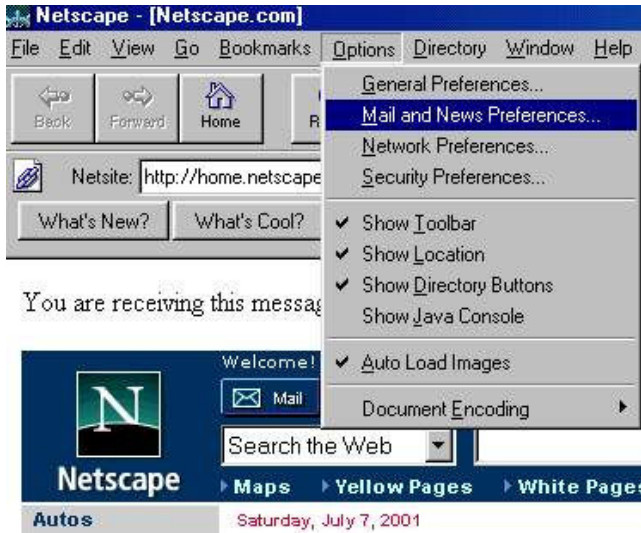 Netscape - [Netscape.com]
File Edit View Go Bookmarks Options Directory Window Help
General Preferences...
Mail and News Preferences...
Network Preferences...
Security Preferences...
Show Toolbar
Show Location
Show Directory Buttons
Show Java Console
Auto Load Images
Document Encoding
Back Forward Home R
Netsite: http://home.netscape
What's New? What's Cool?
You are receiving this messag
Welcome!
N Mail
Search the Web
Netscape Maps Yellow Pages White Pages
Autos Saturday, July 7, 2001